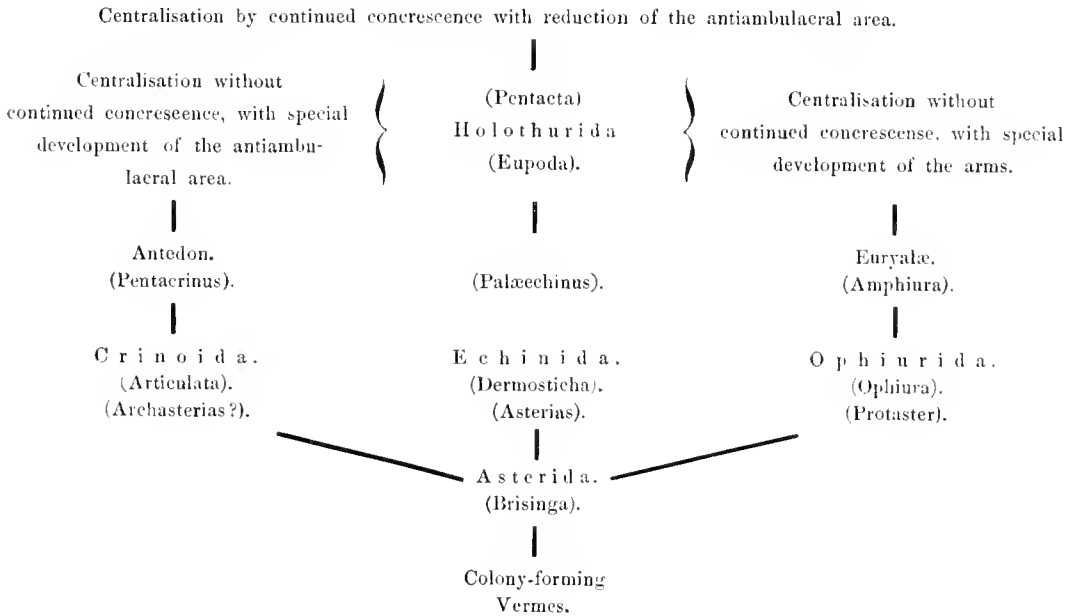 Centralisation by continued concrescence with reduction of the antiambulacral area.
Centralisation without
continued concrescence, with special
development of the antiambu-
lacral area.
(Pentacta)
Holothurida
(Eupoda).
Centralisation without
continued concrescense. with special
development of the arms.
Antedon.
(Pentacrinus).
(Palæechinus).
Euryalæ.
(Amphiura).
Crinoida.
(Articulata).
(Archasterias?).
Echinida.
(Dermosticha).
(Asterias).
Ophiurida.
(Ophiura).
(Protaster).
Asterida.
(Brisinga).
Colony-forming
Vermes.